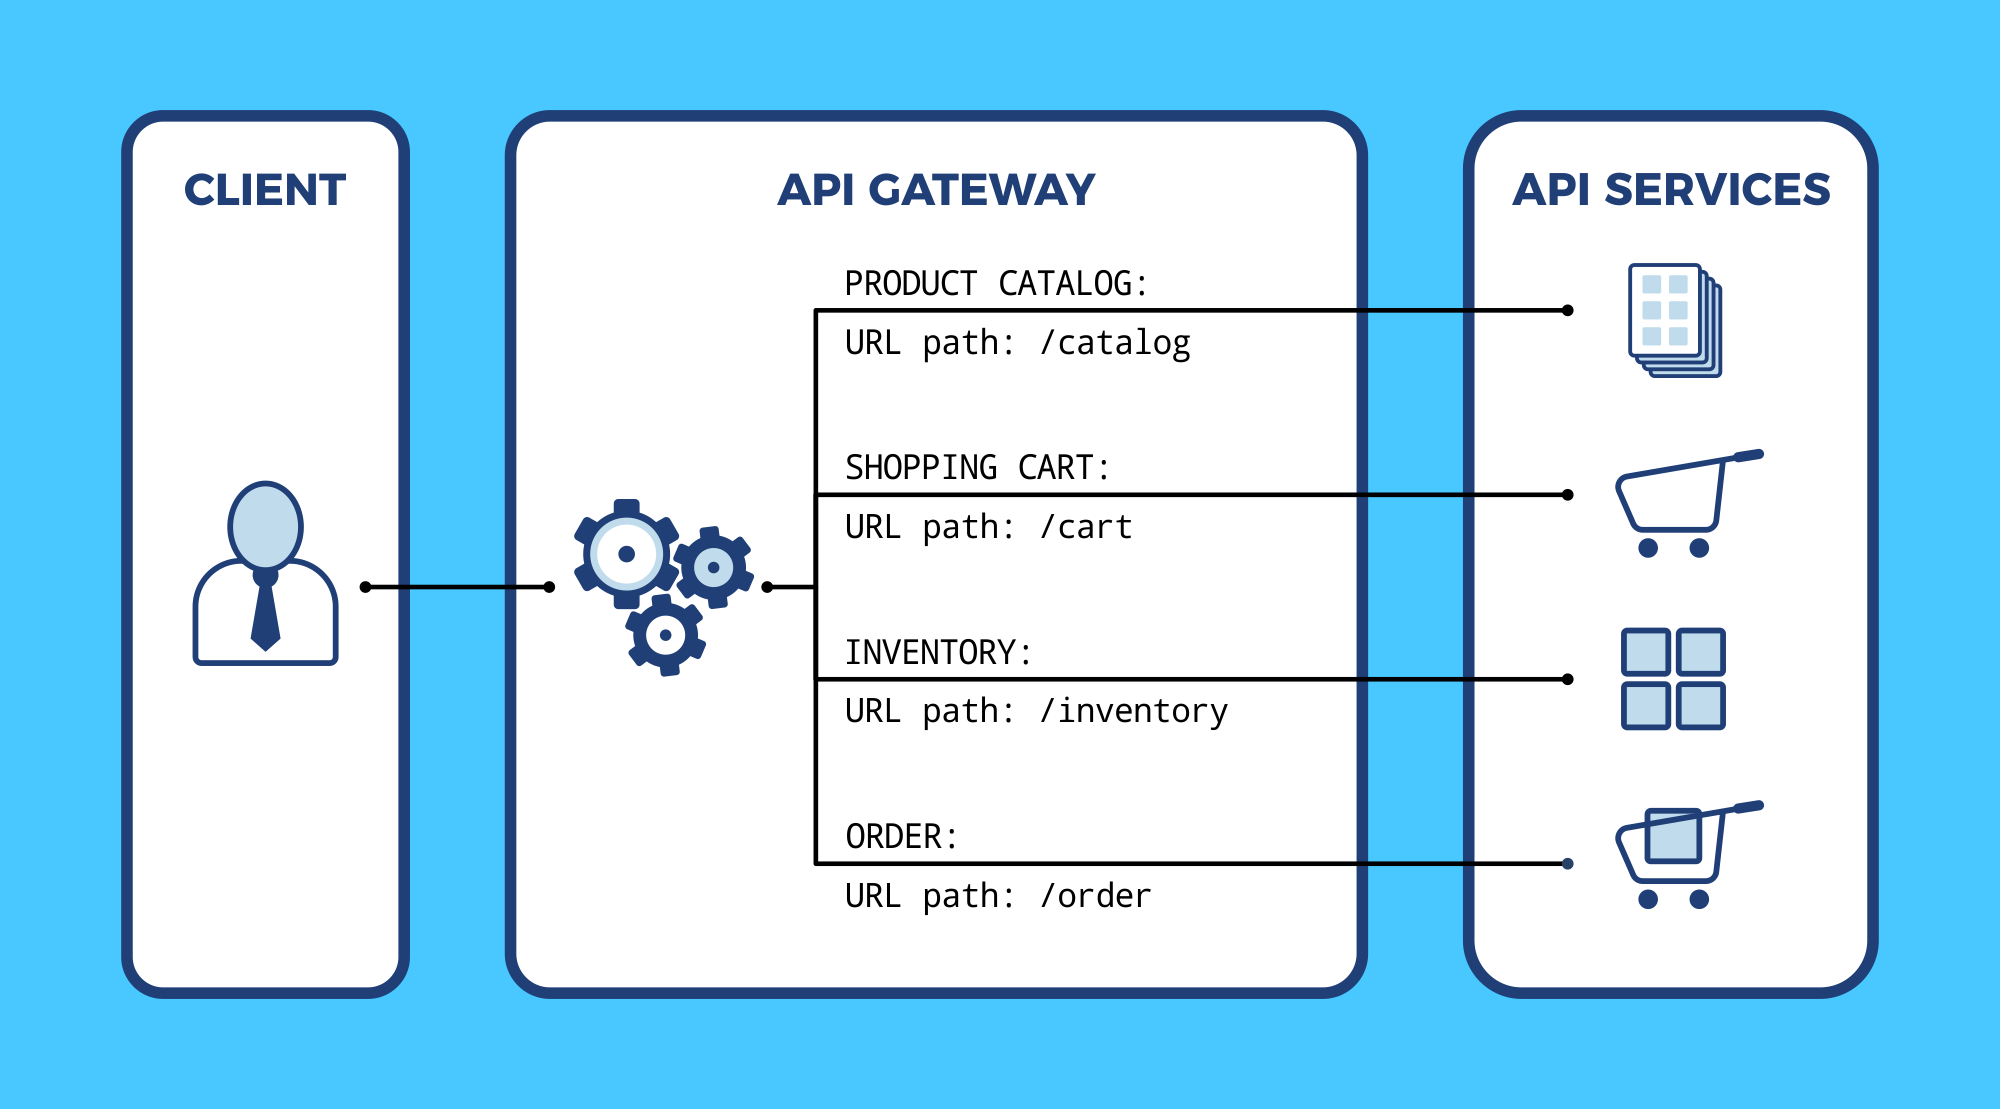 CLIENT
API GATEWAY
API SERVICES
PRODUCT CATALOG:
URL path: /catalog
SHOPPING CART:
URL path: /cart
INVENTORY:
URL path: /inventory
ORDER:
URL path: /order